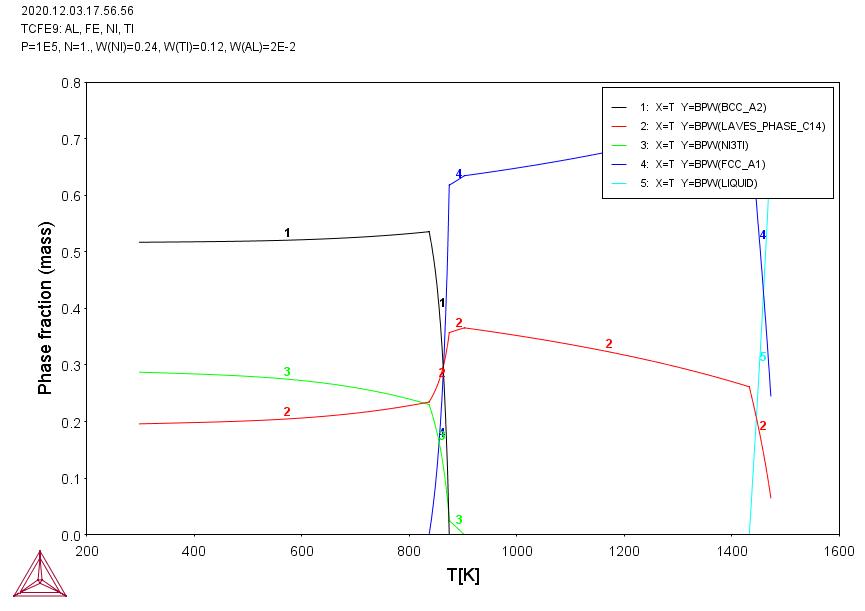 2020.12.03.17.56.56
TCFE9: AL, FE, NI, TI
P=1E5, N=1., W(NI)=0.24, W(TI)=0.12, W(AL)=2E-2
0.8
1: X=T Y=BPW(BCC_A2)
2: X=T Y=BPW(LAVES_PHASE_C14)
3: X=T Y=BPW(NI3TI)
4: X=T Y=BPW(FCC_A1)
5: X=T Y=BPW(LIQUID)
0.7
0.6
0.5
0.4
0.3
0.2
0.1
0.0
Phase fraction (mass)
4
1
4
1
2
2
5
3
2
2
2
4
3
3
200 400 600 800 1000 1200 1400 1600
T[K]